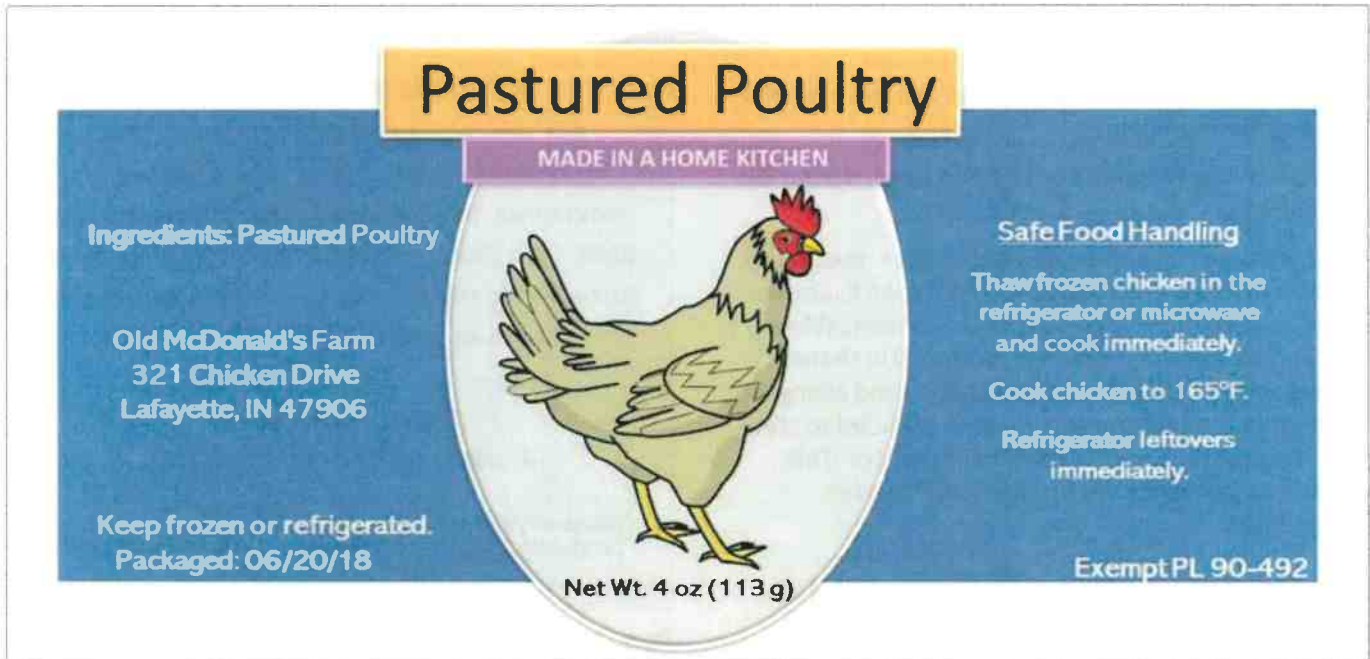 Pastured Poultry
MADE IN A HOME KITCHEN
Ingredients: Pastured Poultry
Old McDonald's Farm
321 Chicken Drive
Lafayette, IN 47906
Keep frozen or refrigerated.
Packaged: 06/20/18
Net Wt. 4 oz (113 g)
Safe Food Handling
Thaw frozen chicken in the
refrigerator or microwave
and cook immediately.
Cook chicken to 165°F.
Refrigerator leftovers
immediately.
Exempt PL 90-492